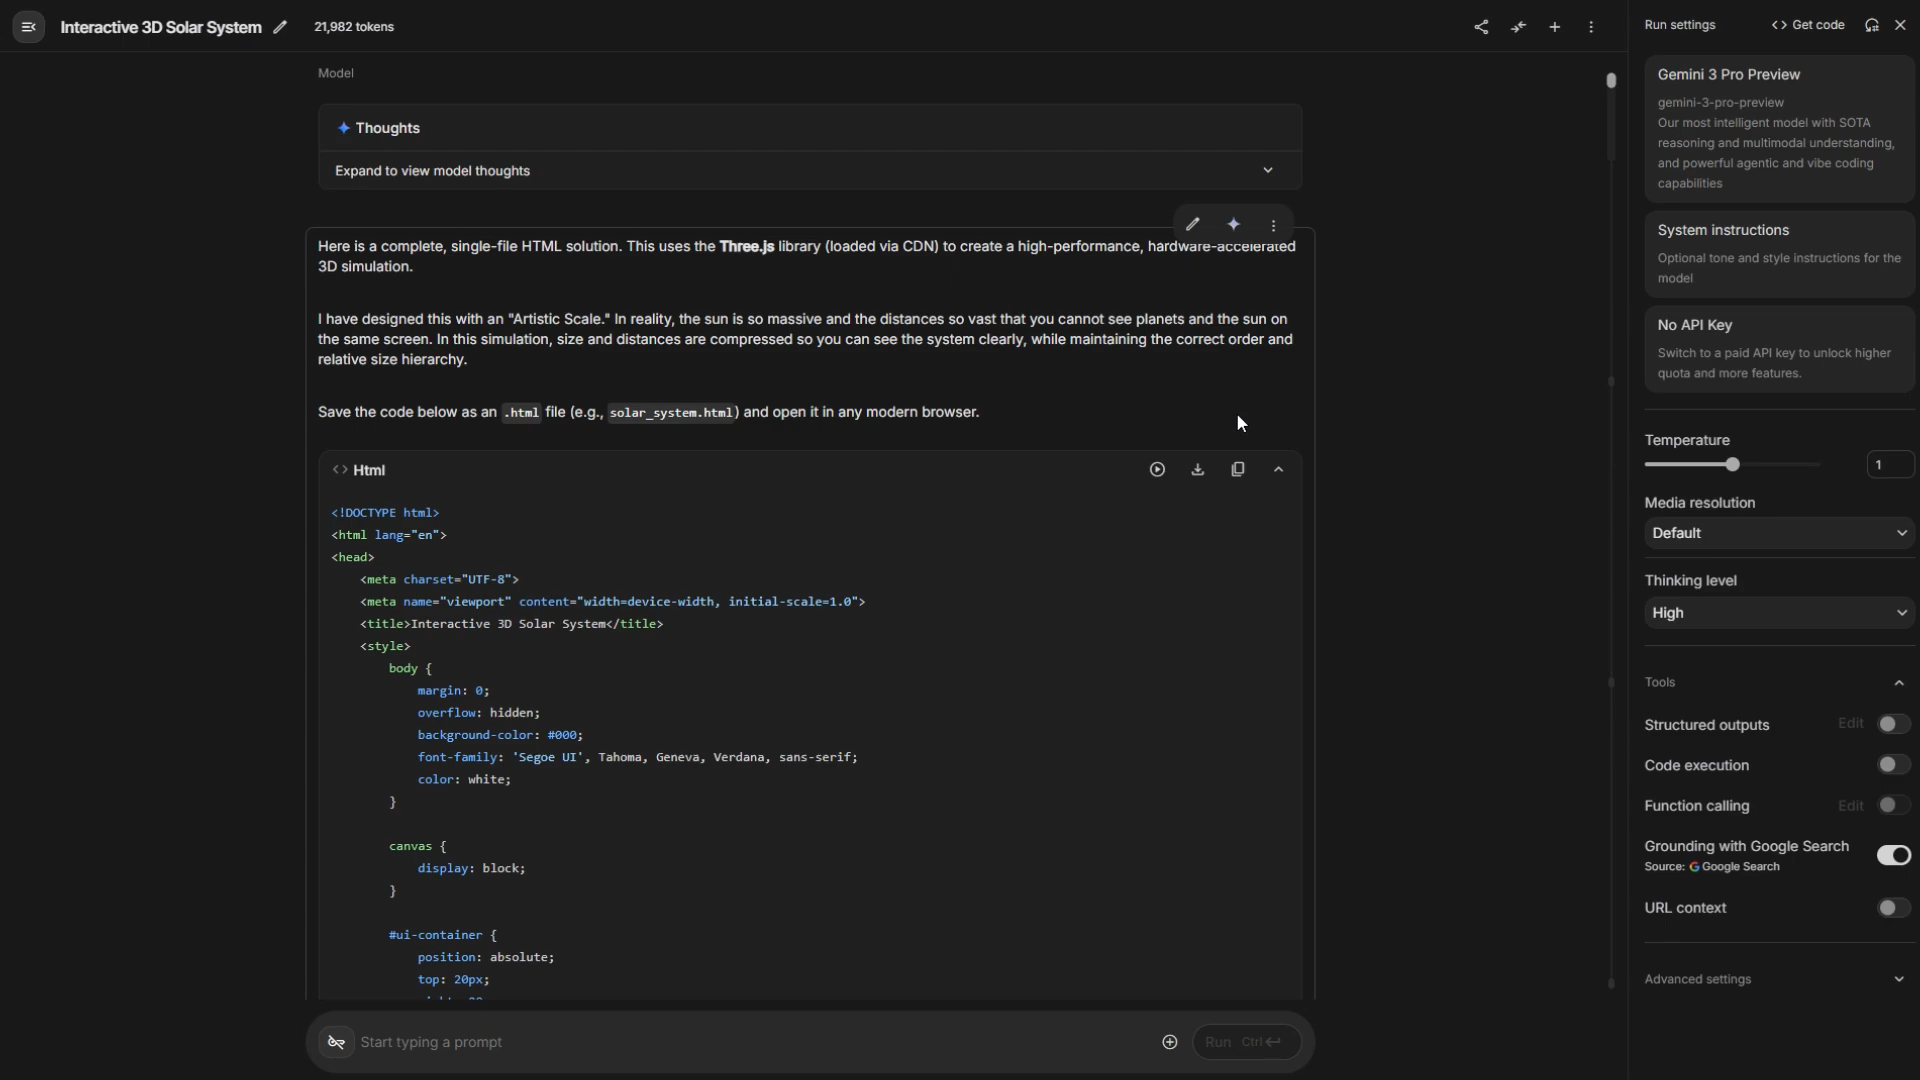 Interactive 3D Solar System
21,982 tokens
Model
Thoughts
Expand to view model thoughts
Here is a complete, single-file HTML solution. This uses the Three.js library (loaded via CDN) to create a high-performance, hardware-accelerated
3D simulation.
I have designed this with an "Artistic Scale." In reality, the sun is so massive and the distances so vast that you cannot see planets and the sun on
the same screen. In this simulation, size and distances are compressed so you can see the system clearly, while maintaining the correct order and
relative size hierarchy.
Save the code below as an .html file (e.g., solar_system.html) and open it in any modern browser.
<> Html
<!DOCTYPE html>
<html lang="en">
<head>
<meta charset="UTF-8">
<meta name="viewport" content="width=device-width, initial-scale=1.0">
<title>Interactive 3D Solar System</title>
<style>
body {
margin: 0;
overflow: hidden;
background-color: #000;
font-family: 'Segoe UI', Tahoma, Geneva, Verdana, sans-serif;
color: white;
}
canvas {
display: block;
}
#ui-container {
position: absolute;
top: 20px;
Start typing a prompt
Run Ctrl
Run settings
<> Get code
Gemini 3 Pro Preview
gemini-3-pro-preview
Our most intelligent model with SOTA
reasoning and multimodal understanding,
and powerful agentic and vibe coding
capabilities
System instructions
Optional tone and style instructions for the
model
No API Key
Switch to a paid API key to unlock higher
quota and more features.
Temperature
1
Media resolution
Default
Thinking level
High
Tools
Structured outputs Edit
Code execution
Function calling Edit
Grounding with Google Search
Source: G Google Search
URL context
Advanced settings